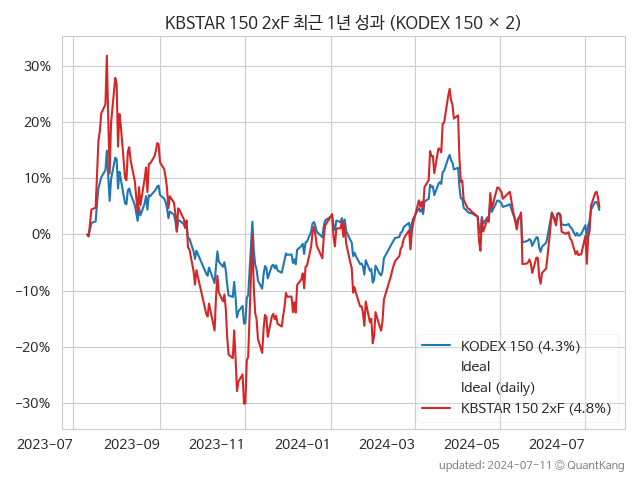 KBSTAR 150 2xF 최근 1년 성과 (KODEX 150 × 2)
30%
20%
10%
0%
−10%
−20%
−30%
KODEX 150 (4.3%)
Ideal
Ideal (daily)
KBSTAR 150 2xF (4.8%)
2023-07
2023-09
2023-11
2024-01
2024-03
2024-05
2024-07
updated: 2024-07-11 ⓒ QuantKang